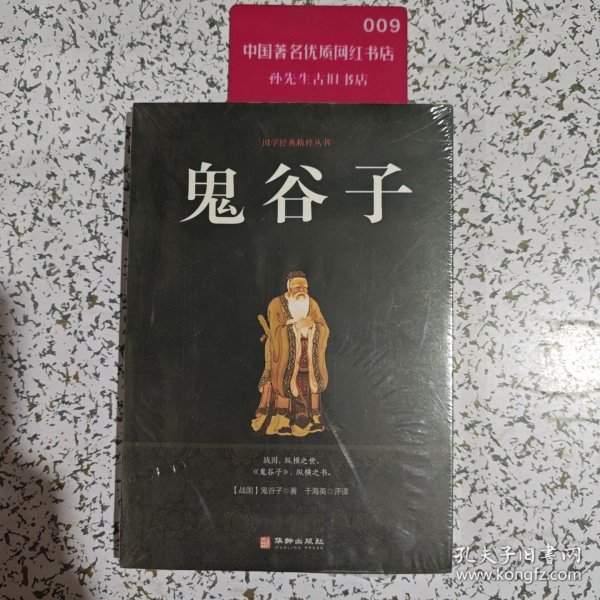 009
中国著名优质网红书店
孙先生古旧书店
国学经典精粹丛书
鬼谷子
战国，纵横之世。
《鬼谷子》，纵横之书。
【战国】鬼谷子◎著 于海英◎评译
华龄出版社
HUALING PRESS
孔夫子旧书网
www.kongfz.com